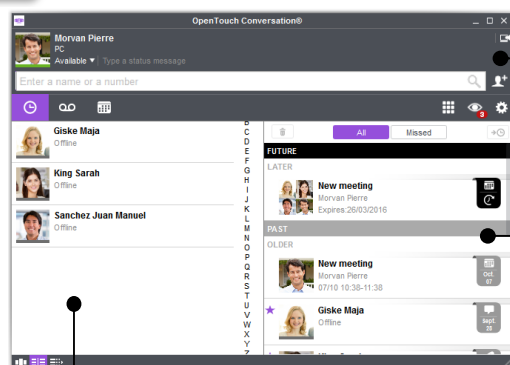 OpenTouch Conversation®
Morvan Pierre
PC
Available ▼ | Type a status message
Enter a name or a number
9
Giske Maja
Offline
King Sarah
Offline
Sanchez Juan Manuel
Offline
B
C
D
E
F
G
H
I
J
K
L
M
N
O
P
Q
R
S
T
U
V
W
X
Y
Z
All
Missed
FUTURE
LATER
New meeting
Morvan Pierre
Expires:26/03/2016
PAST
OLDER
New meeting
Morvan Pierre
07/10 10:38-11:38
Oct.
07
Giske Maja
Offline
Sept.
28